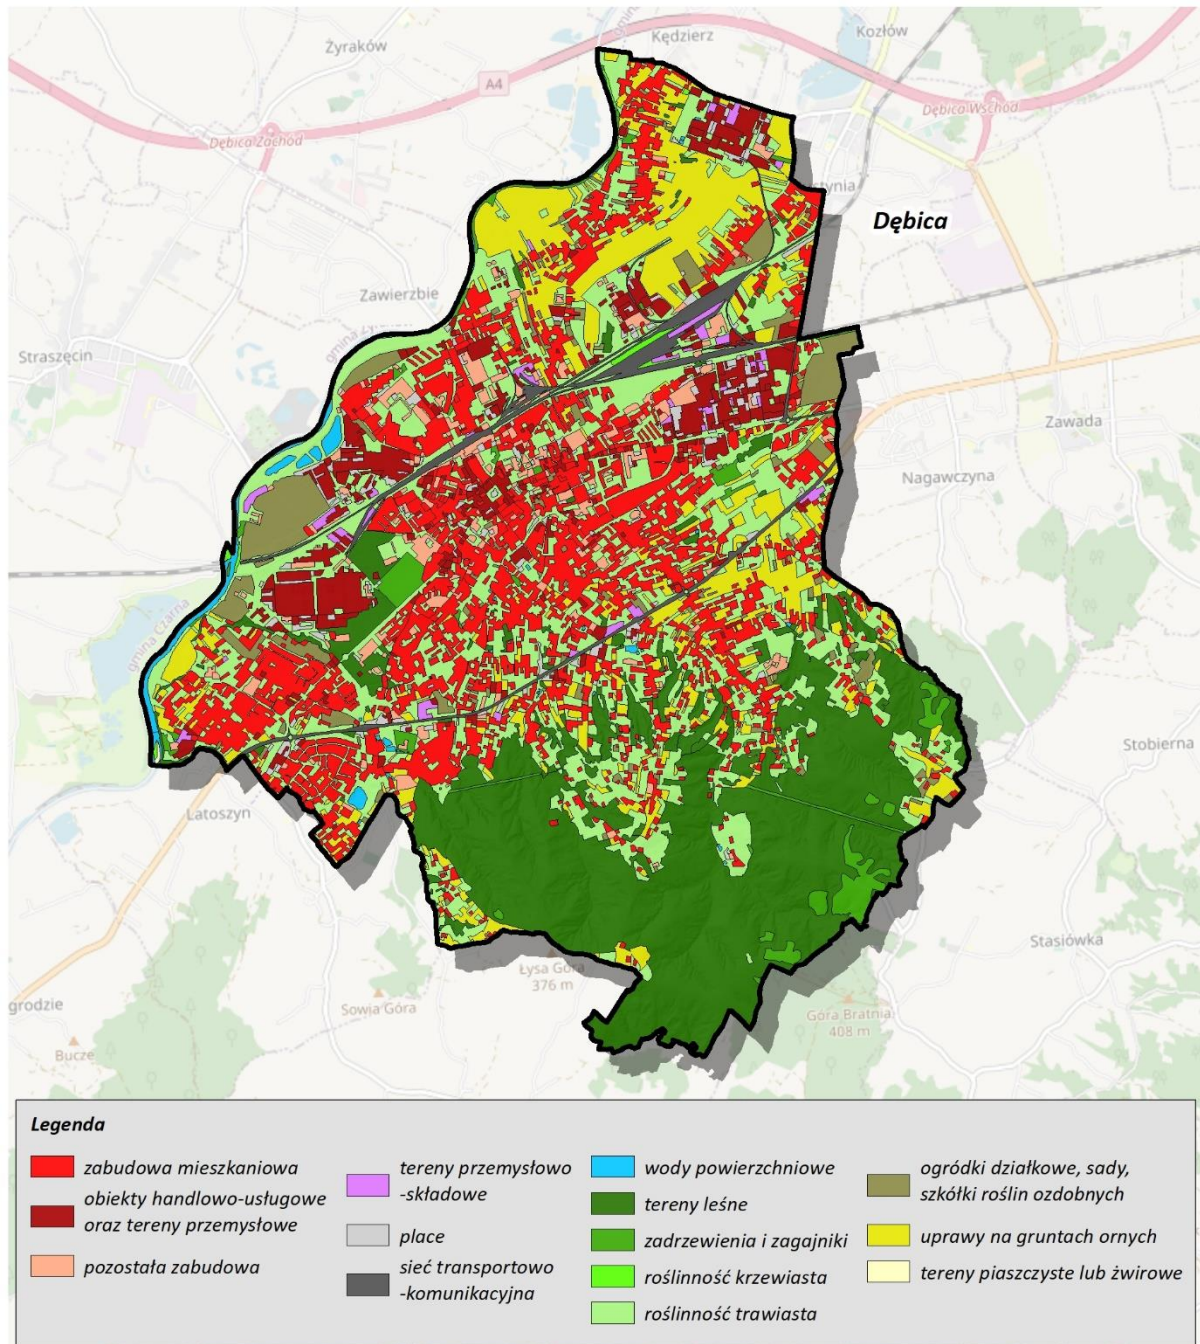 Żyraków
Kędzierz
Kozłów
A4
Dębica Zachód
Dębica Wschód
Dębica
Zawierzbie
Straszęcin
Zawada
Nagawczyna
gmina Czarna
Stobierna
Latoszyn
Stasiówka
Łysa Góra
376 m
Sowia Góra
Góra Bratnia
408 m
grodzie
Bucze
Legenda
zabudowa mieszkaniowa
obiekty handlowo-usługowe
oraz tereny przemysłowe
pozostała zabudowa
tereny przemysłowo
-składowe
place
sieć transportowo
-komunikacyjna
wody powierzchniowe
tereny leśne
zadrzewienia i zagajniki
roślinność krzewiasta
roślinność trawiasta
ogródki działkowe, sady,
szkółki roślin ozdobnych
uprawy na gruntach ornych
tereny piaszczyste lub żwirowe